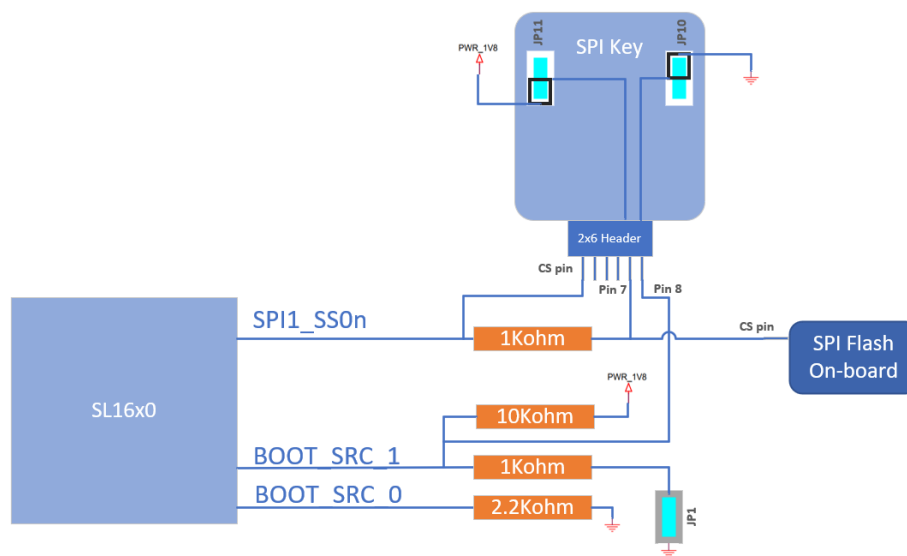 JP11
SPI Key
JP10
PWR_1V8
2x6 Header
CS pin
Pin 7
Pin 8
SPI1_SS0n
1Kohm
CS pin
SPI Flash
On-board
SL16x0
PWR_1V8
10Kohm
BOOT_SRC_1
1Kohm
BOOT_SRC_0
2.2Kohm
JP1